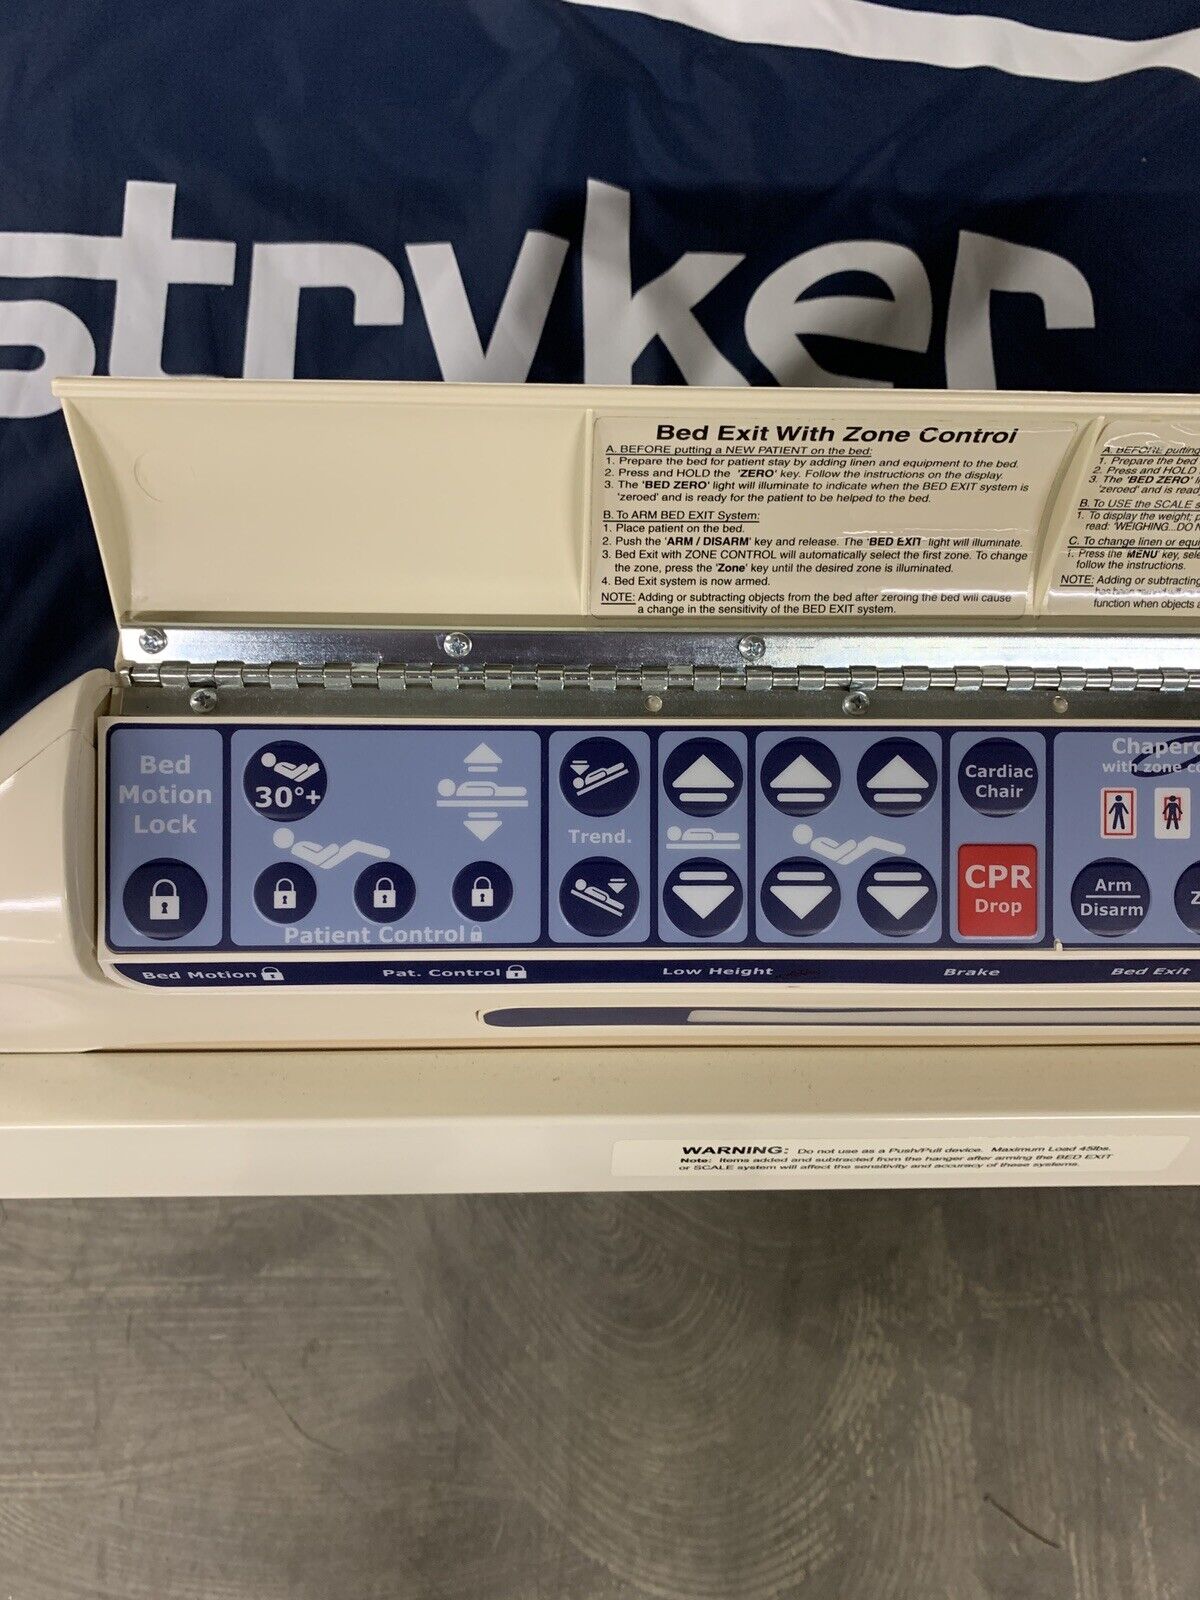 stryker
Bed Exit With Zone Control
A. BEFORE putting a NEW PATIENT on the bed:
1. Prepare the bed for patient stay by adding linen and equipment to the bed.
2. Press and HOLD the 'ZERO' key. Follow the instructions on the display.
3. The 'BED ZERO' light will illuminate to indicate when the BED EXIT system is
'zeroed' and is ready for the patient to be helped to the bed.
B. To ARM BED EXIT System:
1. Place patient on the bed.
2. Push the 'ARM / DISARM' key and release. The 'BED EXIT' light will illuminate.
3. Bed Exit with ZONE CONTROL will automatically select the first zone. To change
the zone, press the 'Zone' key until the desired zone is illuminated.
4. Bed Exit system is now armed.
NOTE: Adding or subtracting objects from the bed after zeroing the bed will cause
a change in the sensitivity of the BED EXIT system.
A. BEFORE putting
1. Prepare the bed
2. Press and HOLD
3. The 'BED ZERO'
'zeroed' and is ready
B. To USE the SCALE
1. To display the weight,
read: 'WEIGHING...DO
C. To change linen or
1. Press the 'MENU' key,
follow the instructions.
NOTE: Adding or subtracting
function when objects
Bed
Motion
Lock
30°+
Patient Control
Trend.
Cardiac
Chair
CPR
Drop
with zone
Arm
Disarm
Z
Bed Motion
Pat. Control
Low Height
Brake
Bed Exit
WARNING: Do not use as a Push/Pull device. Maximum Load 45lbs.
Note: Items added and subtracted from the hanger after arming the BED EXIT
or SCALE system will affect the sensitivity and accuracy of these systems.